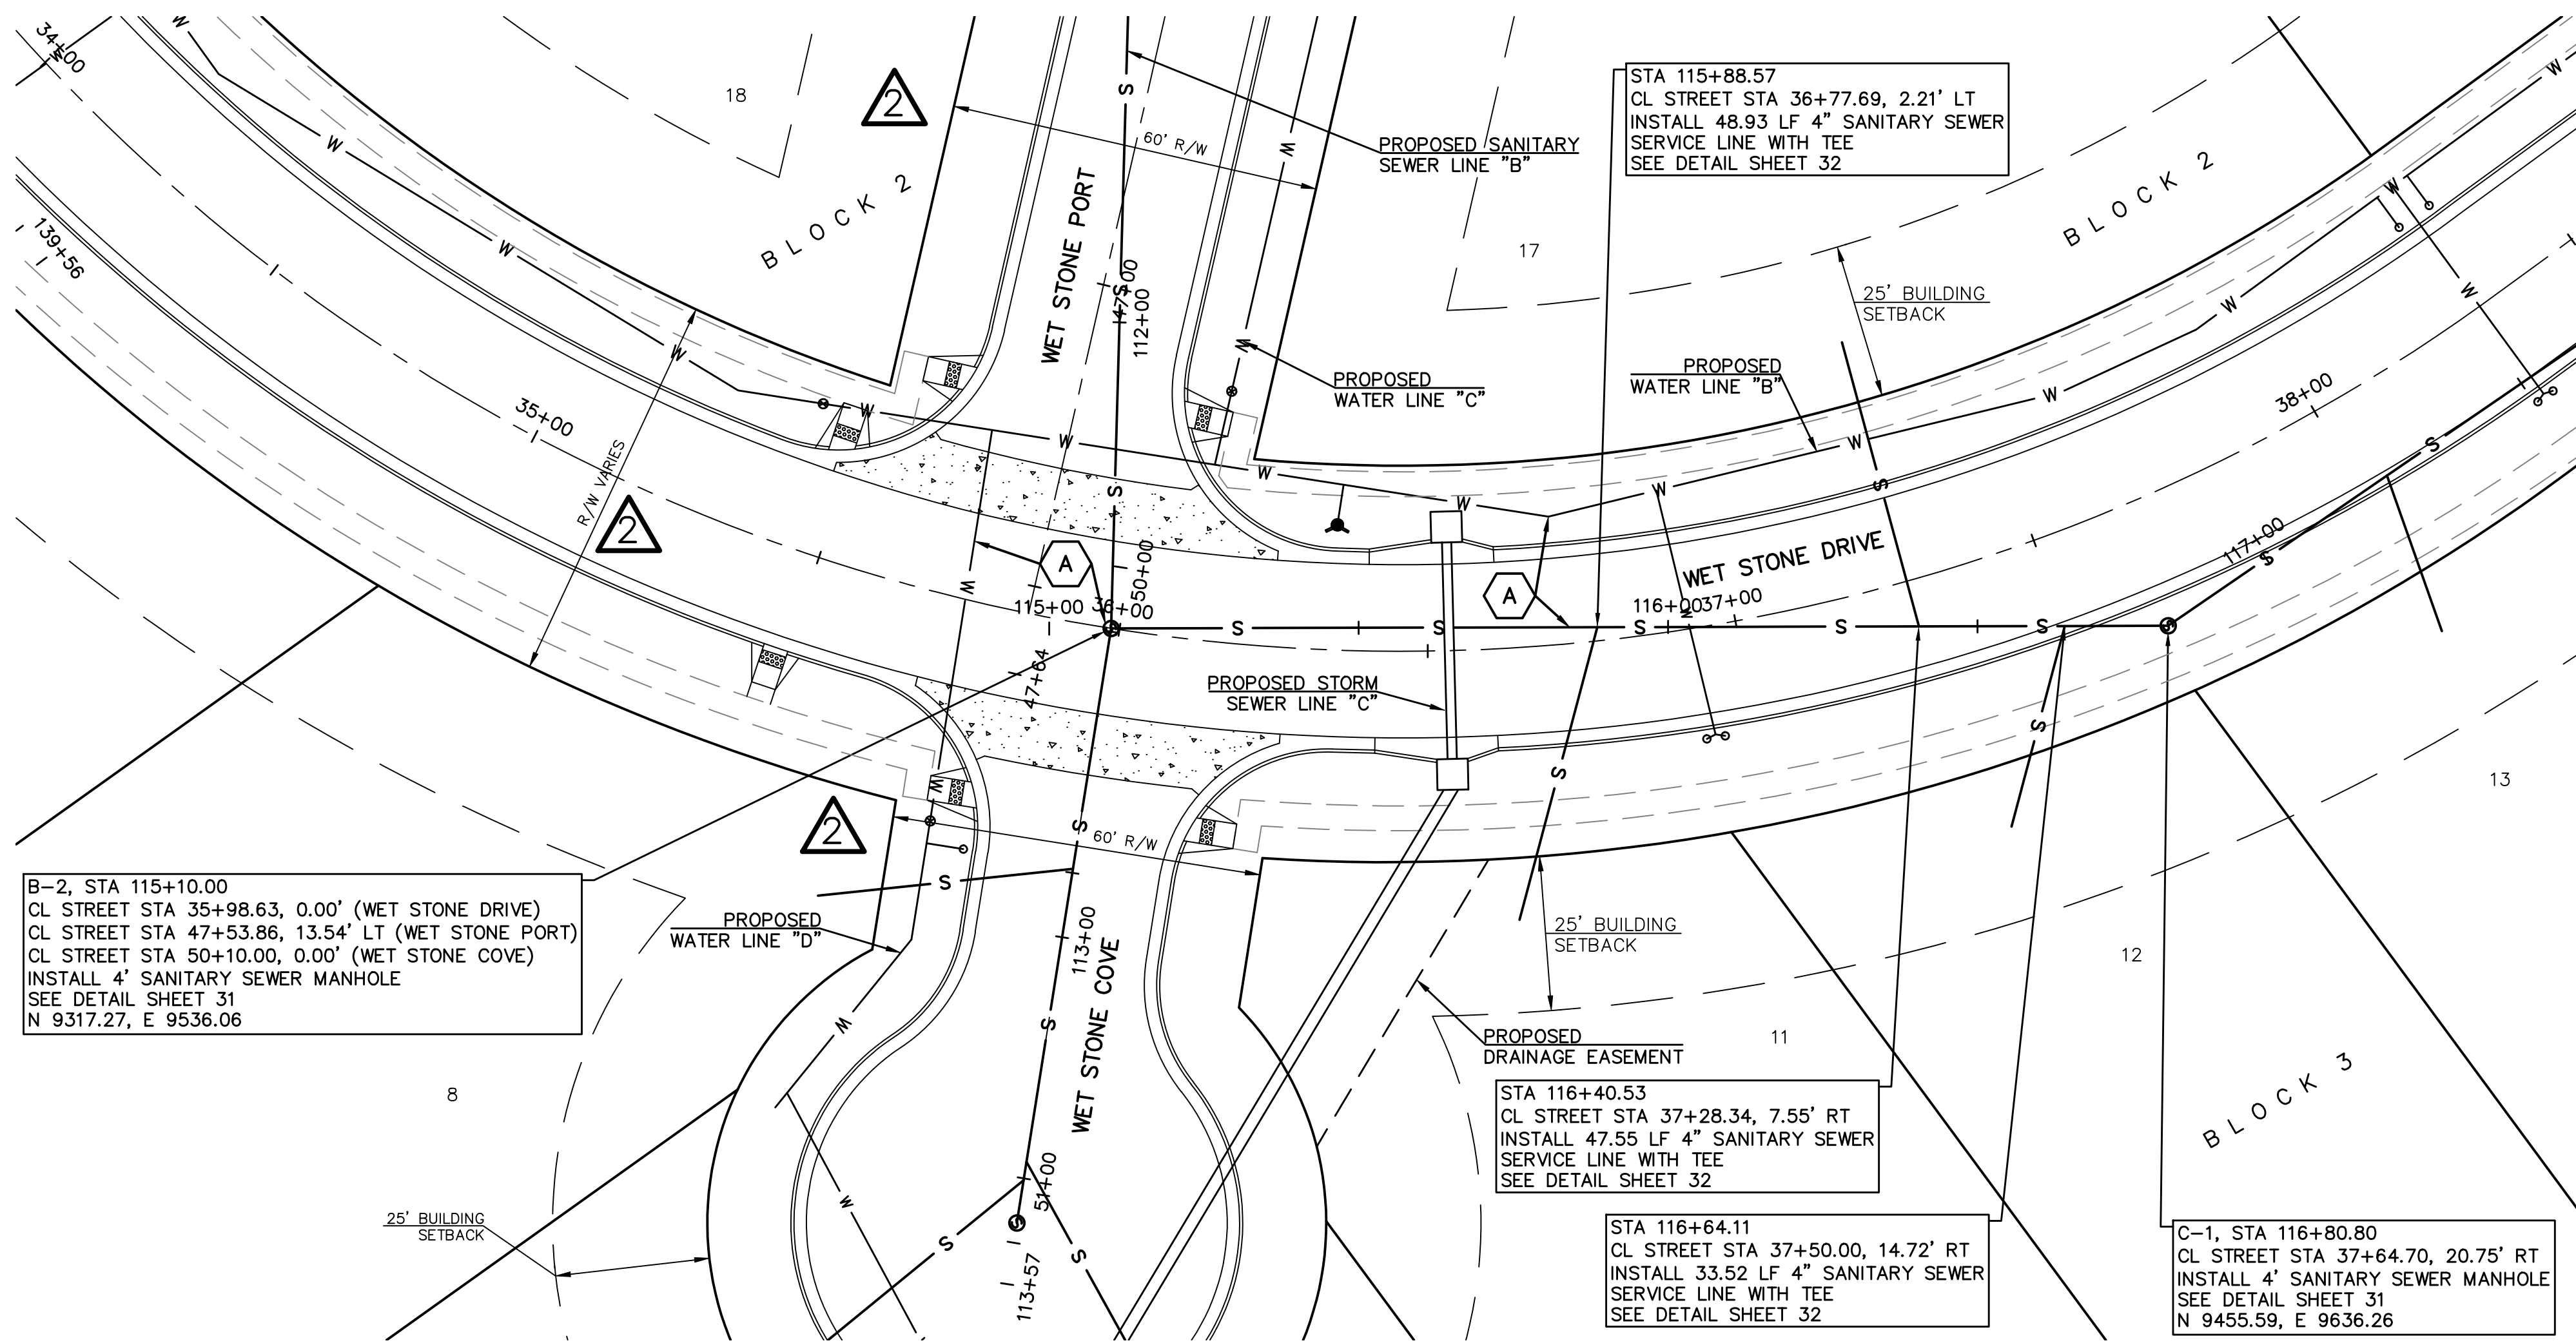 34+00
W
W
18
2
BLOCK 2
60' R/W
S
W
PROPOSED SANITARY
SEWER LINE "B"
STA 115+88.57
CL STREET STA 36+77.69, 2.21' LT
INSTALL 48.93 LF 4" SANITARY SEWER
SERVICE LINE WITH TEE
SEE DETAIL SHEET 32
BLOCK 2
W
W
139+56
W
W
W
WET STONE PORT
47+00
S
112+00
17
25' BUILDING
SETBACK
W
W
W
PROPOSED
WATER LINE "C"
PROPOSED
WATER LINE "B"
W
38+00
35+00
R/W VARIES
2
W
W
W
W
W
W
W
S
S
S
A
50+00
A
WET STONE DRIVE
117+00
S
W
115+00
36+00
116+00
37+00
W
S
S
S
S
S
47+64
PROPOSED STORM
SEWER LINE "C"
S
S
13
2
W
S
60' R/W
B-2, STA 115+10.00
CL STREET STA 35+98.63, 0.00' (WET STONE DRIVE)
CL STREET STA 47+53.86, 13.54' LT (WET STONE PORT)
CL STREET STA 50+10.00, 0.00' (WET STONE COVE)
INSTALL 4' SANITARY SEWER MANHOLE
SEE DETAIL SHEET 31
N 9317.27, E 9536.06
S
PROPOSED
WATER LINE "D"
113+00
WET STONE COVE
25' BUILDING
SETBACK
12
W
S
PROPOSED
DRAINAGE EASEMENT
11
8
BLOCK 3
STA 116+40.53
CL STREET STA 37+28.34, 7.55' RT
INSTALL 47.55 LF 4" SANITARY SEWER
SERVICE LINE WITH TEE
SEE DETAIL SHEET 32
51+00
W
S
S
S
25' BUILDING
SETBACK
113+57
STA 116+64.11
CL STREET STA 37+50.00, 14.72' RT
INSTALL 33.52 LF 4" SANITARY SEWER
SERVICE LINE WITH TEE
SEE DETAIL SHEET 32
C-1, STA 116+80.80
CL STREET STA 37+64.70, 20.75' RT
INSTALL 4' SANITARY SEWER MANHOLE
SEE DETAIL SHEET 31
N 9455.59, E 9636.26